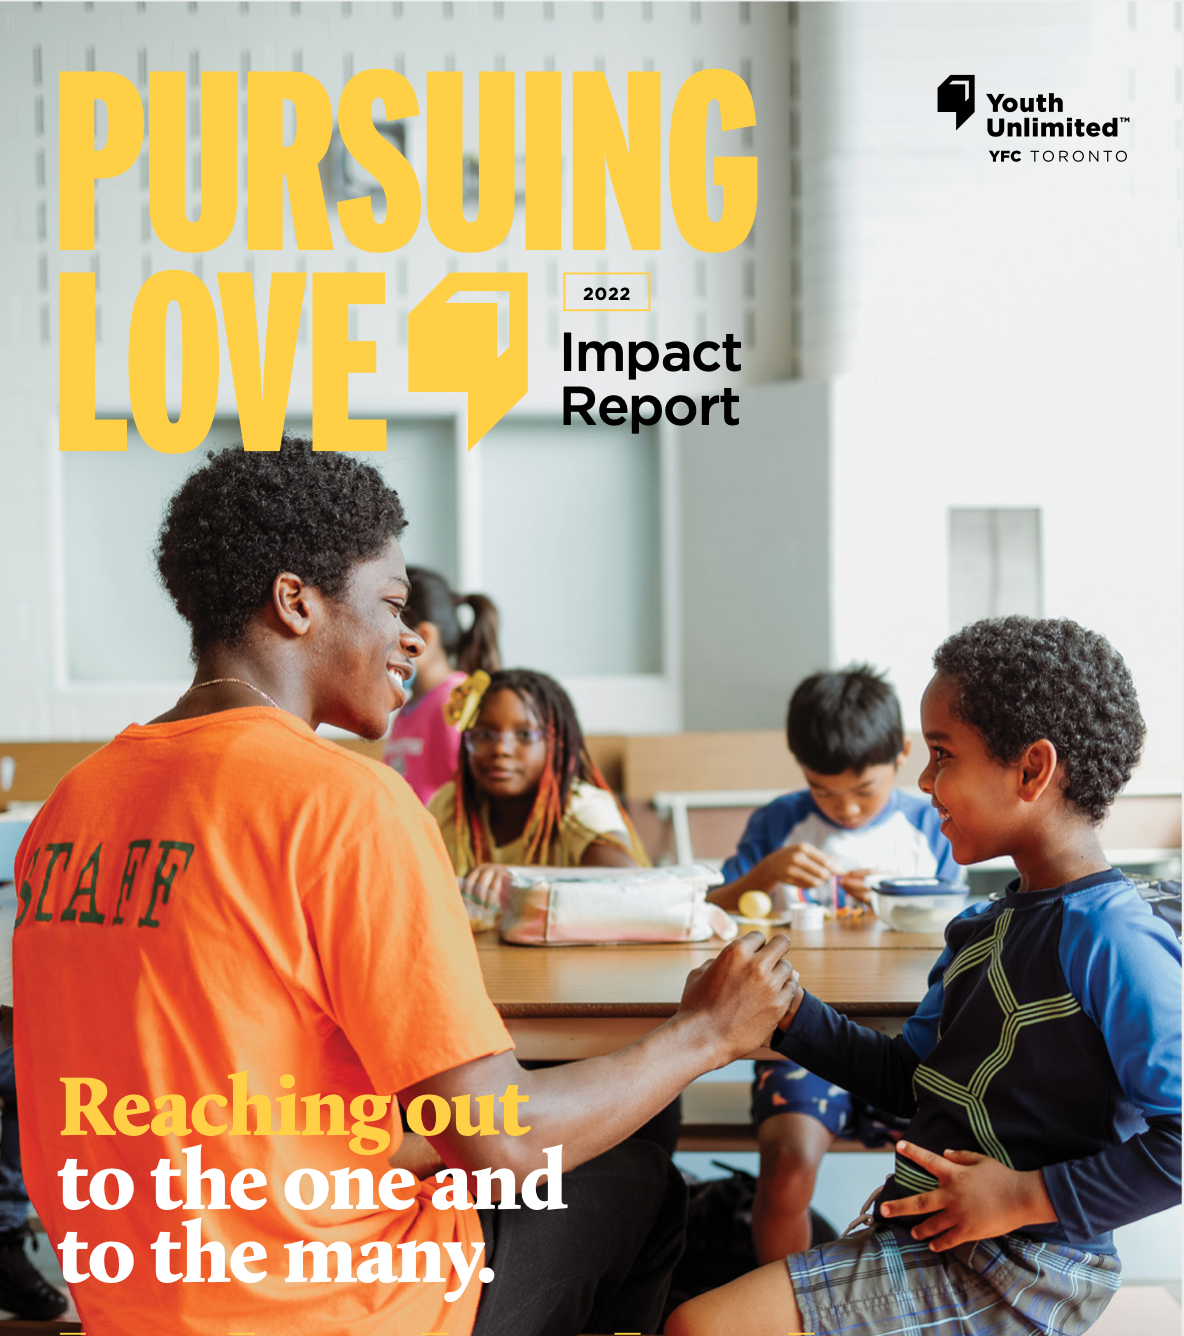 PURSUING
LOVE
2022
Impact
Report
Youth
Unlimited™
YFC TORONTO
STAFF
Reaching out
to the one and
to the many.